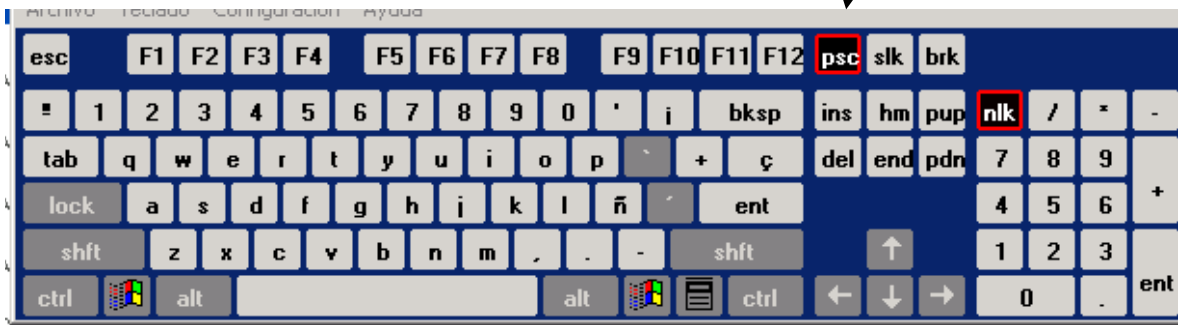 Archivo Teclado Configuración Ayuda
esc F1 F2 F3 F4 F5 F6 F7 F8 F9 F10 F11 F12 psc slk brk
º 1 2 3 4 5 6 7 8 9 0 ' ¡ bksp ins hm pup nlk / * -
tab q w e r t y u i o p ` + ç del end pdn 7 8 9 +
lock a s d f g h j k l ñ ´ ent 4 5 6
shft z x c v b n m , . - shft ↑ 1 2 3 ent
ctrl alt alt ctrl ← ↓ → 0 .